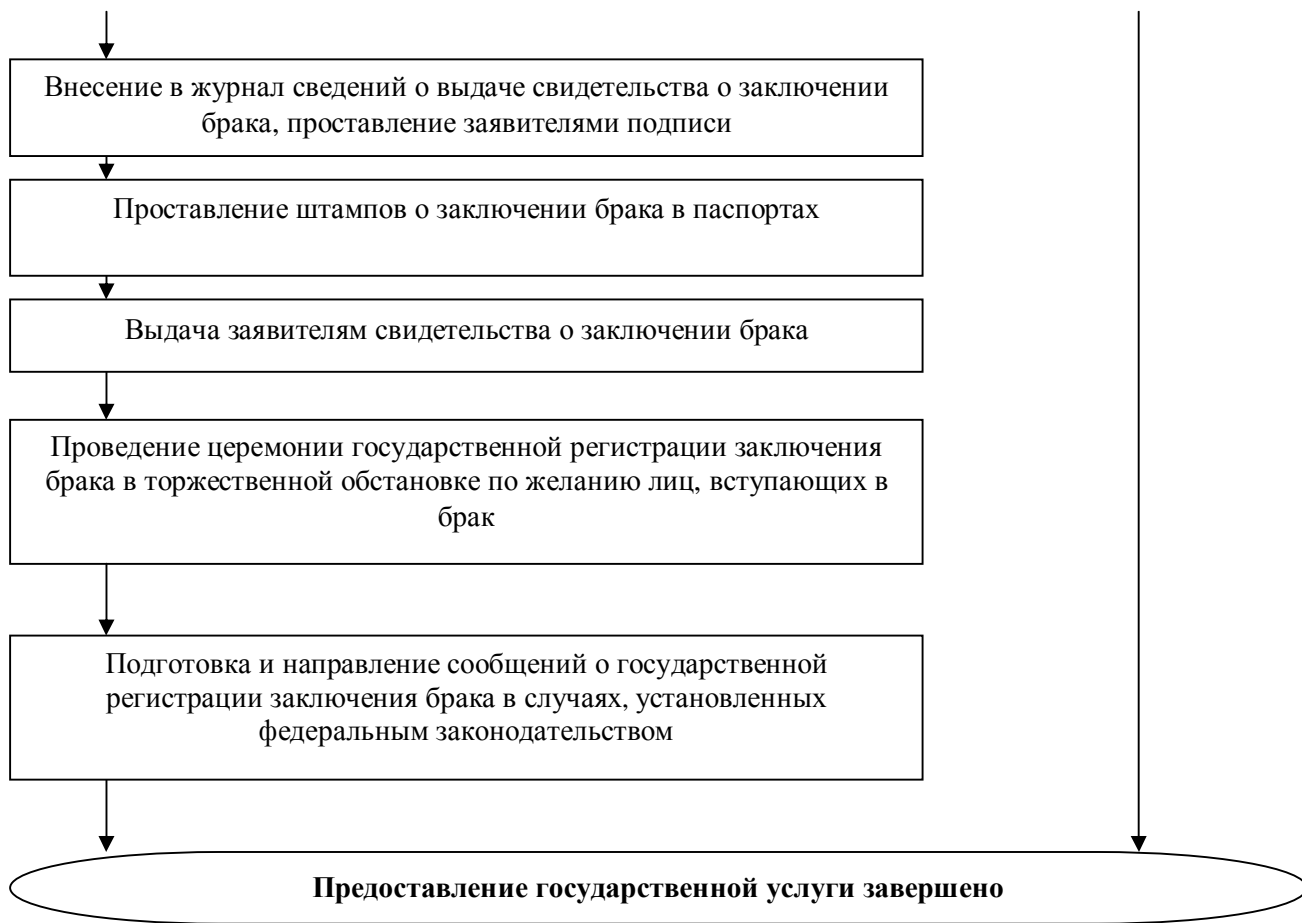 Внесение в журнал сведений о выдаче свидетельства о заключении
брака, проставление заявителями подписи
Проставление штампов о заключении брака в паспортах
Выдача заявителям свидетельства о заключении брака
Проведение церемонии государственной регистрации заключения
брака в торжественной обстановке по желанию лиц, вступающих в
брак
Подготовка и направление сообщений о государственной
регистрации заключения брака в случаях, установленных
федеральным законодательством
Предоставление государственной услуги завершено